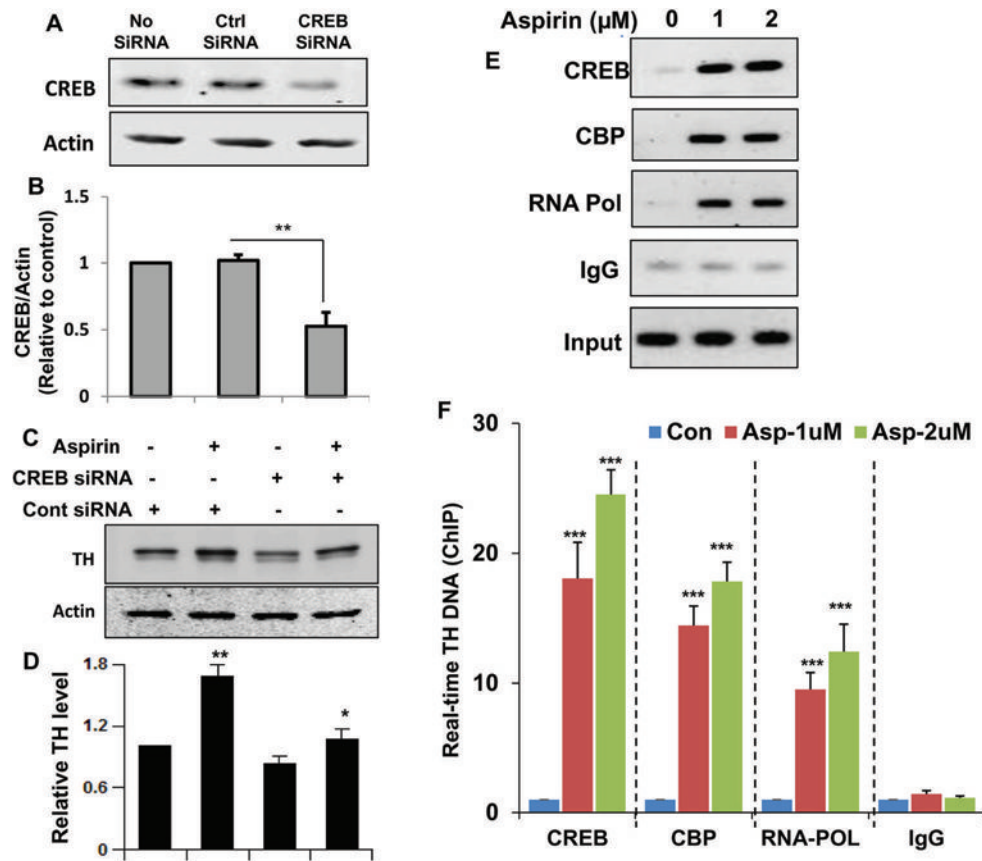 A
No SiRNA
Ctrl SiRNA
CREB SiRNA
CREB
Actin
B
CREB/Actin
(Relative to control)
1.5
1
0.5
0
**
C
Aspirin - + - +
CREB siRNA - - + +
Cont siRNA + + - -
TH
Actin
D
Relative TH level
1.8
1.2
0.6
0
**
*
E
Aspirin (µM) 0 1 2
CREB
CBP
RNA Pol
IgG
Input
F
Real-time TH DNA (ChIP)
30
20
10
0
Con Asp-1uM Asp-2uM
*** ***
*** ***
*** ***
CREB CBP RNA-POL IgG